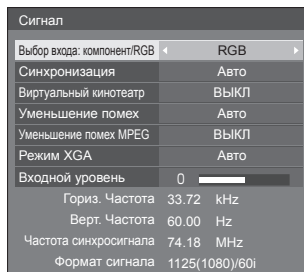 Сигнал
Выбор входа: компонент/RGB RGB
Синхронизация Авто
Виртуальный кинотеатр ВЫКЛ
Уменьшение помех Авто
Уменьшение помех MPEG ВЫКЛ
Режим XGA Авто
Входной уровень 0
Гориз. Частота 33.72 kHz
Верт. Частота 60.00 Hz
Частота синхросигнала 74.18 MHz
Формат сигнала 1125(1080)/60i